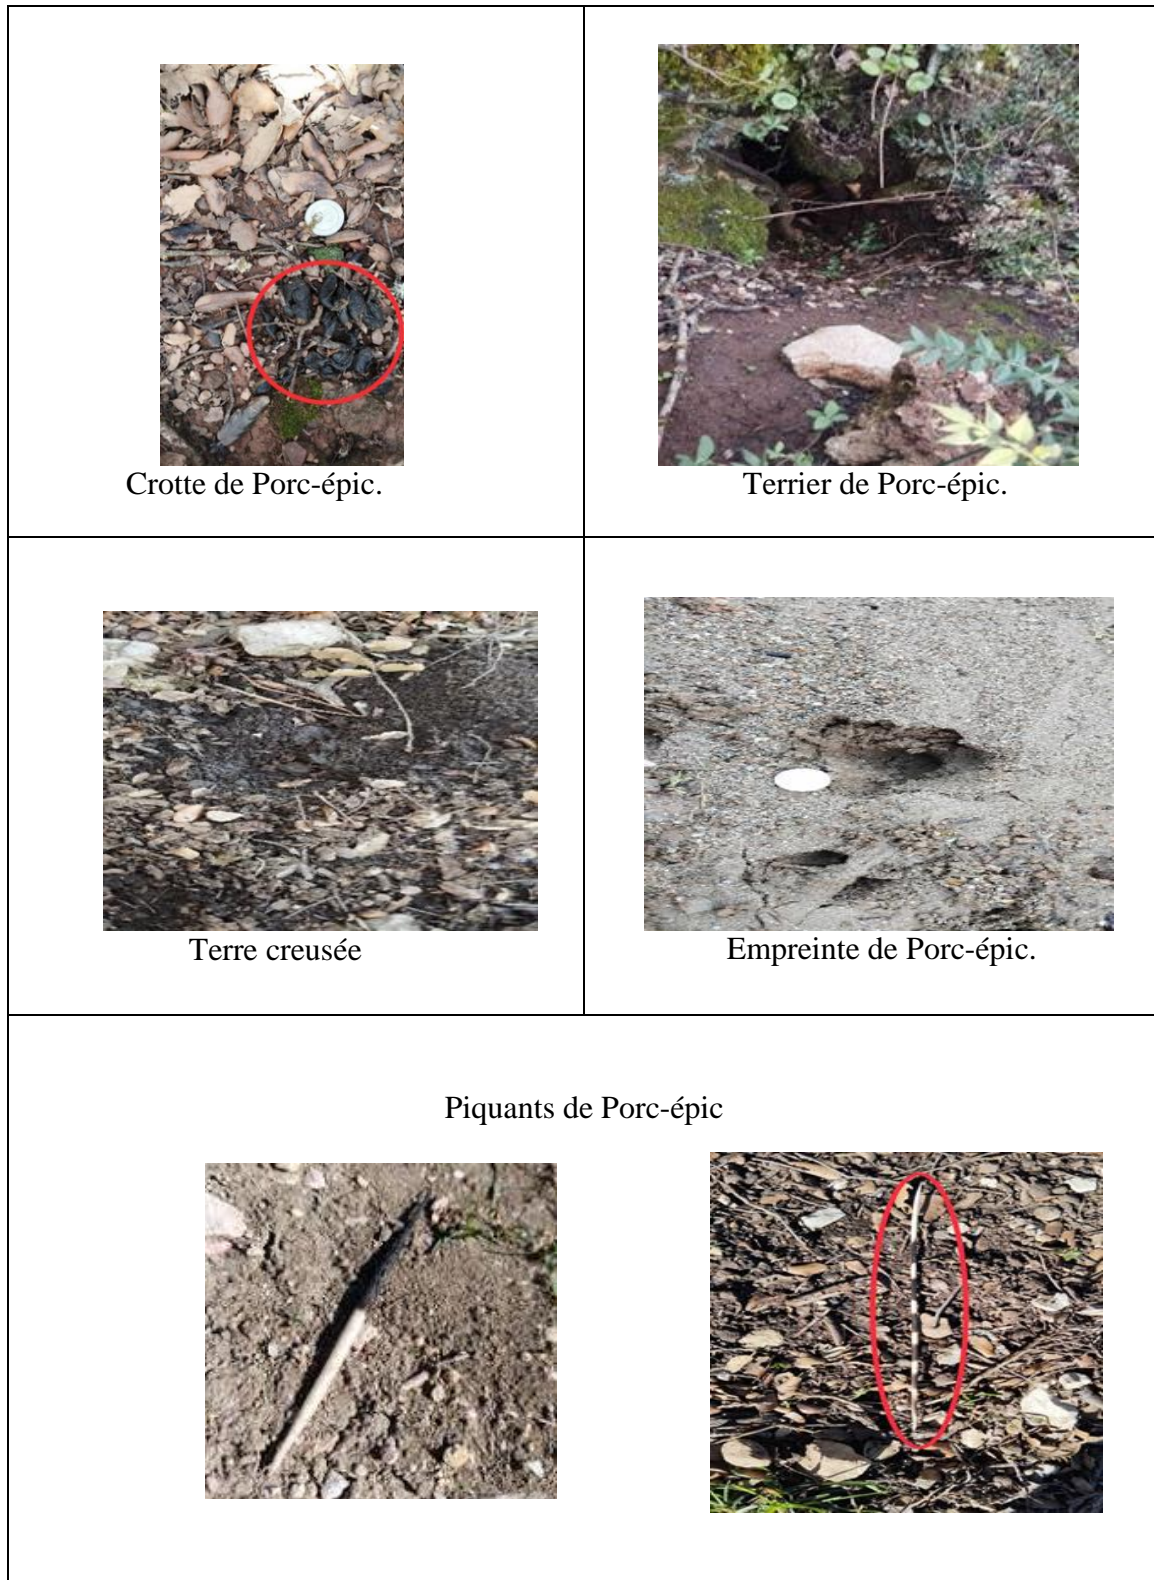 Crotte de Porc-épic.
Terrier de Porc-épic.
Terre creusée
Empreinte de Porc-épic.
Piquants de Porc-épic